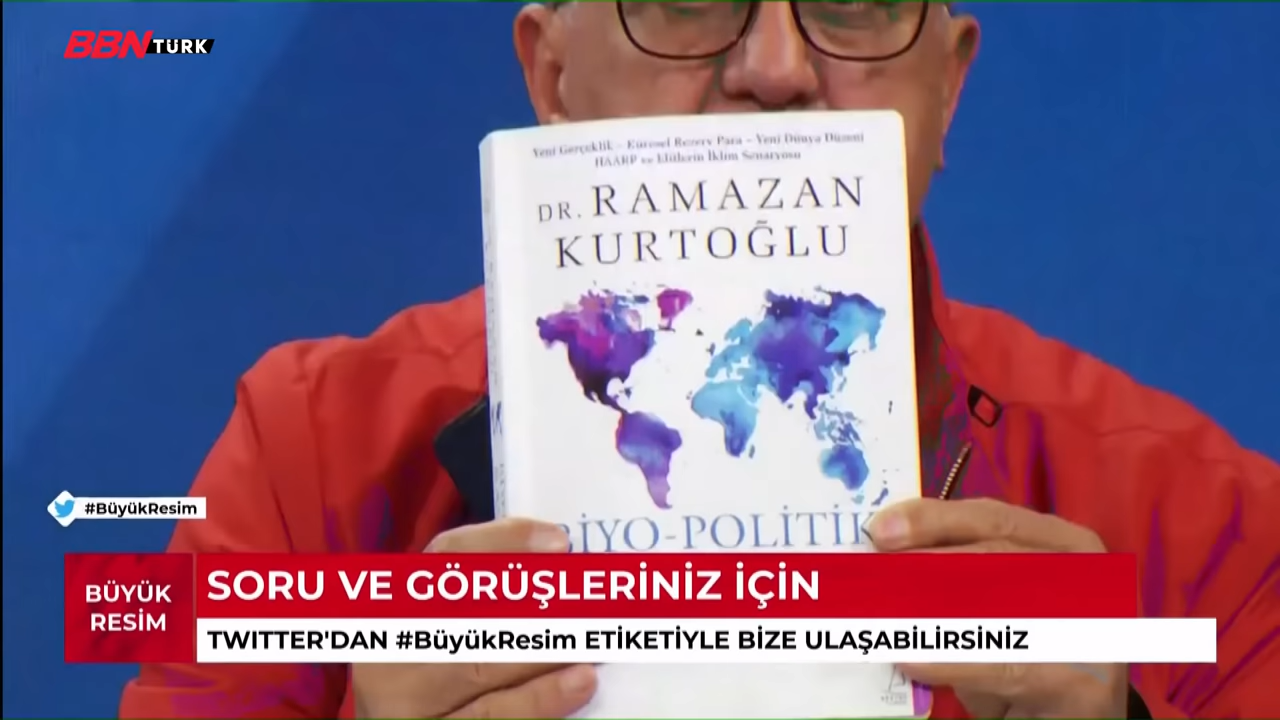 BBN TÜRK
Yeni Gerçeklik – Küresel Rezerv Para – Yeni Dünya Düzeni
HAARP ve Elitlerin İklim Senaryosu
DR. RAMAZAN
KURTOĞLU
BİYO-POLİTİK
#BüyükResim
BÜYÜK
RESİM
SORU VE GÖRÜŞLERİNİZ İÇİN
TWITTER'DAN #BüyükResim ETİKETİYLE BİZE ULAŞABİLİRSİNİZ